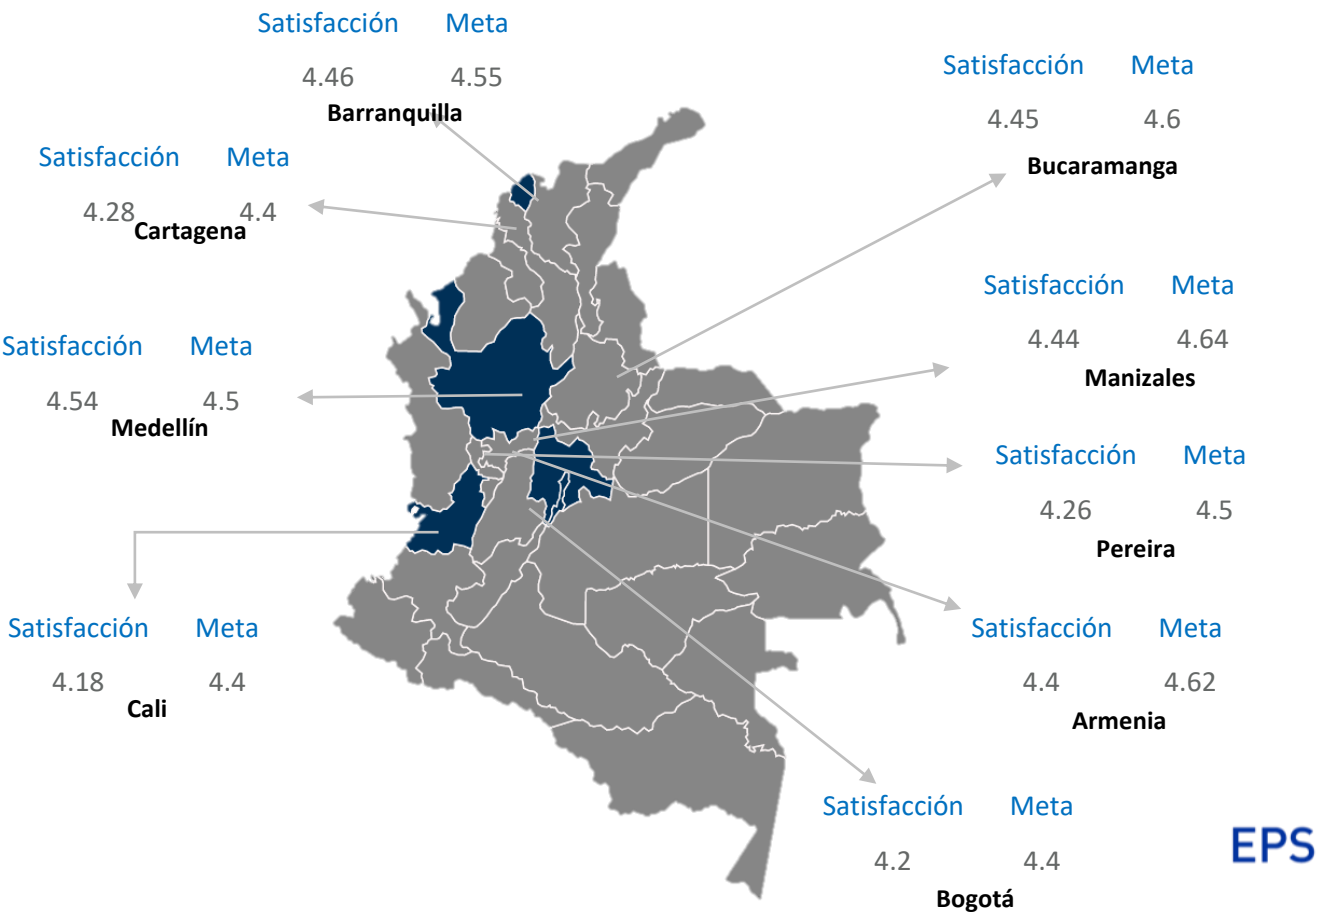 Satisfacción Meta
4.46 4.55
Barranquilla
Satisfacción Meta
4.45 4.6
Bucaramanga
Satisfacción Meta
4.28 4.4
Cartagena
Satisfacción Meta
4.44 4.64
Manizales
Satisfacción Meta
4.54 4.5
Medellín
Satisfacción Meta
4.26 4.5
Pereira
Satisfacción Meta
4.18 4.4
Cali
Satisfacción Meta
4.4 4.62
Armenia
Satisfacción Meta
4.2 4.4
Bogotá
EPS